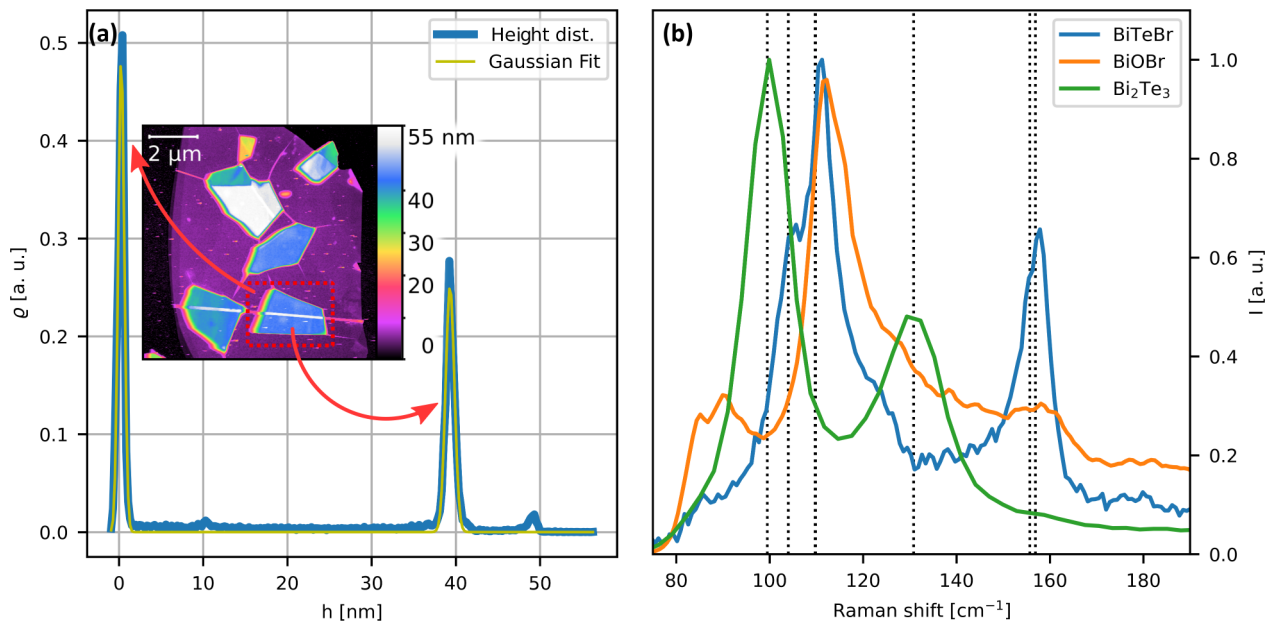 (a)
Height dist.
Gaussian Fit
0.5
0.4
0.3
0.2
0.1
0.0
ϱ [a. u.]
2 μm
55 nm
40
30
20
0
0
10
20
30
40
50
h [nm]
(b)
BiTeBr
BiOBr
Bi₂Te₃
1.0
0.8
0.6
0.4
0.2
0.0
I [a. u.]
80
100
120
140
160
180
Raman shift [cm⁻¹]